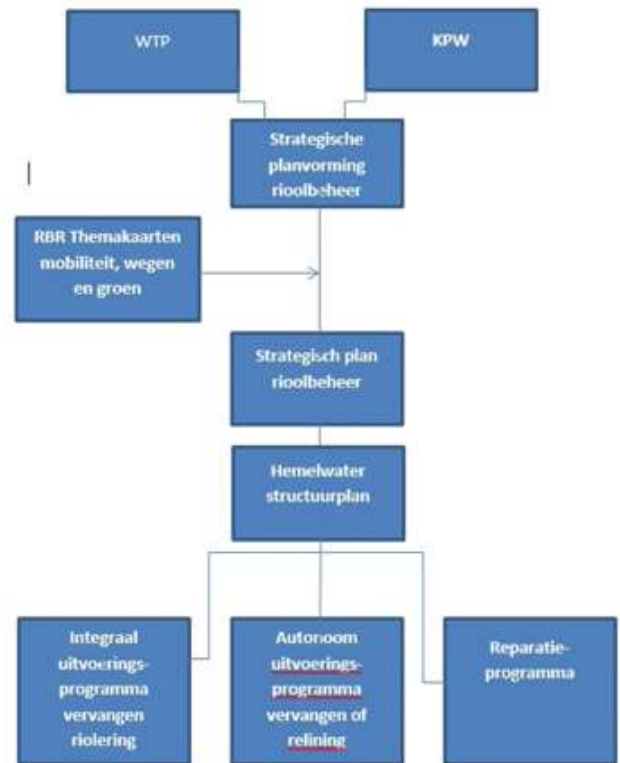 WTP
KPW
Strategische
planvorming
rioolbeheer
RBR Themakaarten
mobiliteit, wegen
en groen
Strategisch plan
rioolbeheer
Hemelwater
structuurplan
Integraal
uitvoerings-
programma
vervangen
riolering
Autonoom
uitvoerings-
programma
vervangen of
relining
Reparatie-
programma